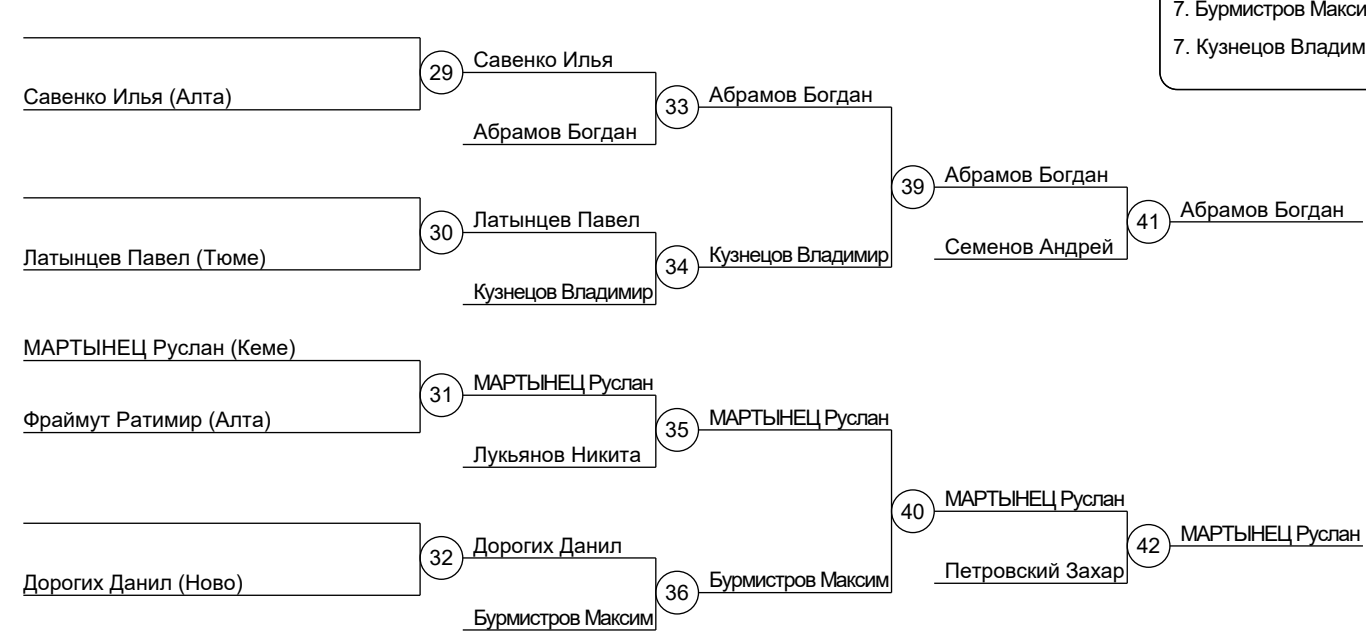 7. Бурмистров Макси
7. Кузнецов Владим
29
Савенко Илья
Савенко Илья (Алта)
33
Абрамов Богдан
Абрамов Богдан
39
Абрамов Богдан
41
Абрамов Богдан
30
Латынцев Павел
Семенов Андрей
Латынцев Павел (Тюме)
34
Кузнецов Владимир
Кузнецов Владимир
МАРТЫНЕЦ Руслан (Кеме)
31
МАРТЫНЕЦ Руслан
Фраймут Ратимир (Алта)
35
МАРТЫНЕЦ Руслан
Лукьянов Никита
40
МАРТЫНЕЦ Руслан
42
МАРТЫНЕЦ Руслан
32
Дорогих Данил
Петровский Захар
Дорогих Данил (Ново)
36
Бурмистров Максим
Бурмистров Максим